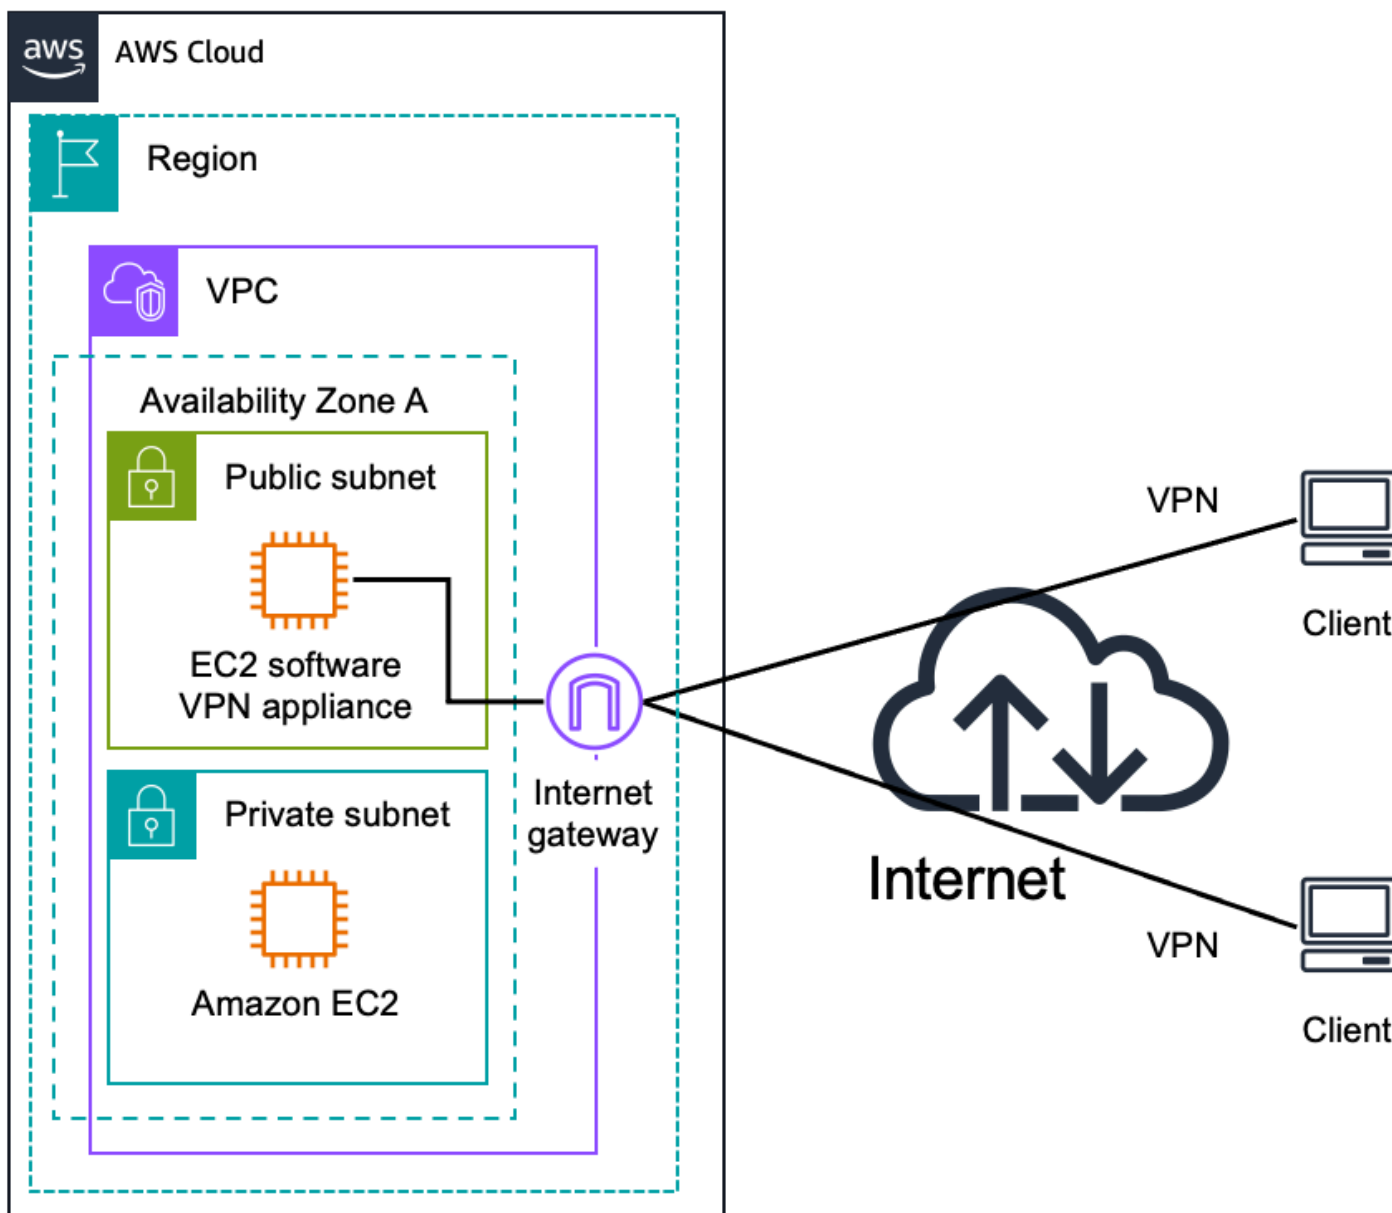 aws
AWS Cloud
Region
VPC
Availability Zone A
Public subnet
EC2 software
VPN appliance
Internet
gateway
Private subnet
Amazon EC2
VPN
Client
Internet
VPN
Client